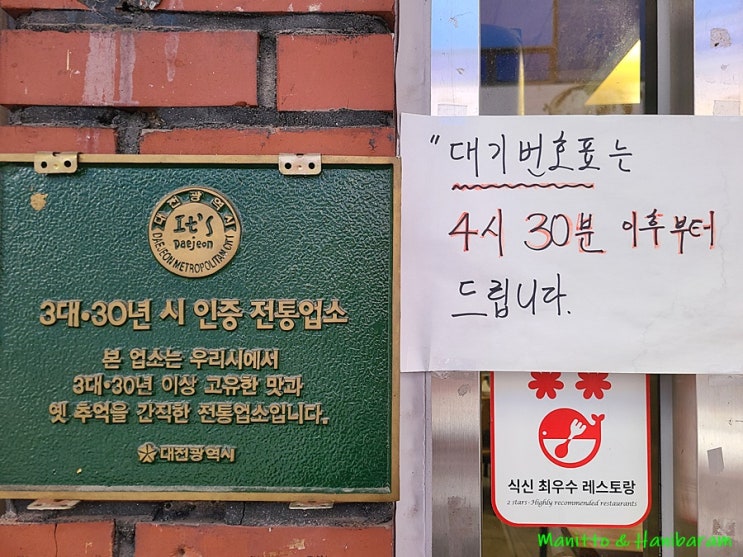 대전광역시
It's
Daejeon
DAEJEON METROPOLITAN CITY
3대·30년 시 인증 전통업소
본 업소는 우리시에서
3대·30년 이상 고유한 맛과
옛 추억을 간직한 전통업소입니다.
대전광역시
"대기번호표는
4시 30분 이후부터
드립니다.
식신 최우수 레스토랑
2 stars-Highly recommended restaurants
Manitto & Hambaram